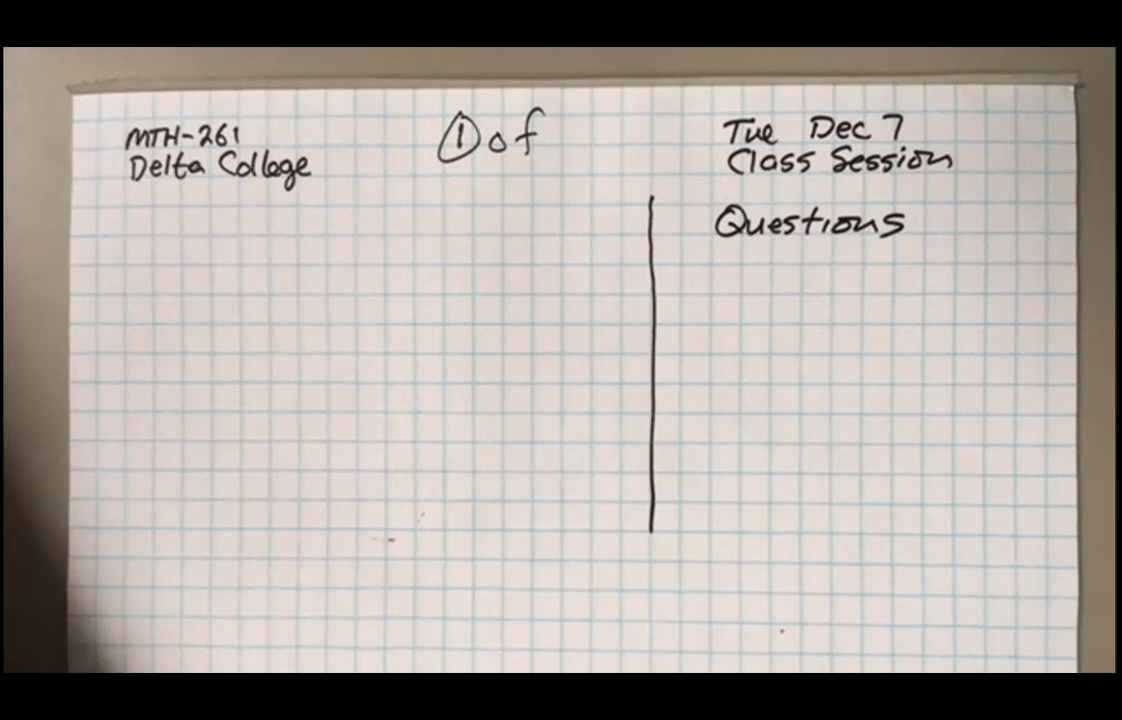 MTH-261
Delta College
① of
Tue Dec 7
Class Session
Questions